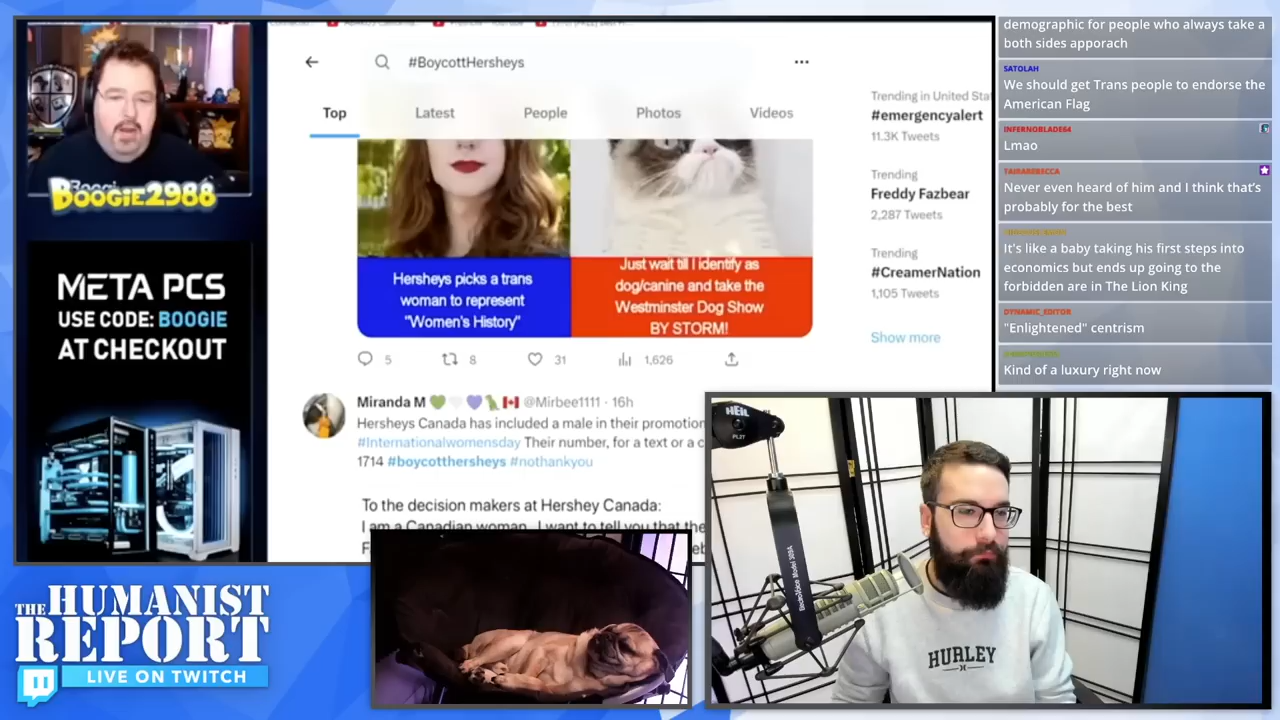 #BoycottHersheys
Top
Latest
People
Photos
Videos
Hersheys picks a trans
woman to represent
"Women's History"
Just wait till I identify as
dog/canine and take the
Westminster Dog Show
BY STORM!
5
8
31
1,626
Miranda M
@Mirbee1111 · 16h
Hersheys Canada has included a male in their promotion
#Internationalwomensday Their number, for a text or a c
1714 #boycotthersheys #nothankyou
To the decision makers at Hershey Canada:
I am a Canadian woman. I want to tell you that the
Trending in United Sta
#emergencyalert
11.3K Tweets
Trending
Freddy Fazbear
2,287 Tweets
Trending
#CreamerNation
1,105 Tweets
Show more
BOOGIE2988
META PCS
USE CODE: BOOGIE
AT CHECKOUT
THE
HUMANIST
REPORT
LIVE ON TWITCH
demographic for people who always take a
both sides apporach
SATOLAH
We should get Trans people to endorse the
American Flag
INFERNOBLADE64
Lmao
TAIRAREBECCA
Never even heard of him and I think that's
probably for the best
It's like a baby taking his first steps into
economics but ends up going to the
forbidden are in The Lion King
DYNAMIC_EDITOR
"Enlightened" centrism
Kind of a luxury right now
HEIL
PL2T
HURLEY